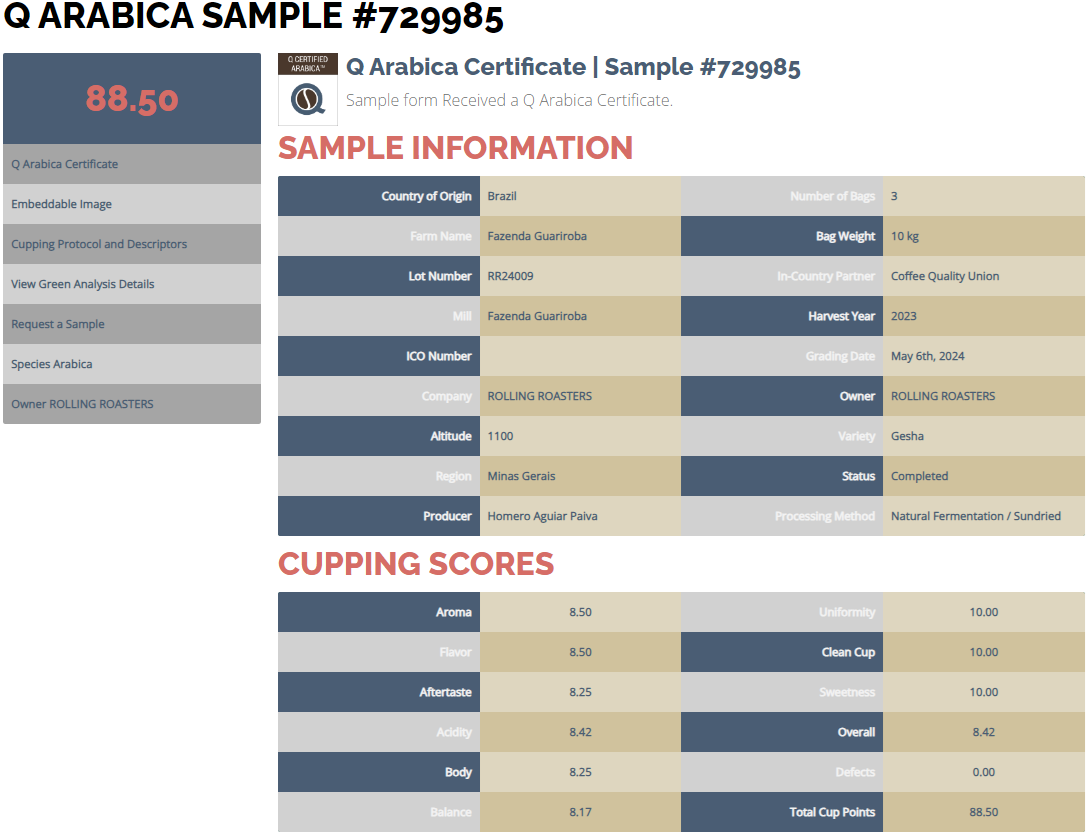 Q ARABICA SAMPLE #729985
88.50
Q Arabica Certificate
Embeddable Image
Cupping Protocol and Descriptors
View Green Analysis Details
Request a Sample
Species Arabica
Owner ROLLING ROASTERS
Q CERTIFIED
ARABICA™
Q Arabica Certificate | Sample #729985
Sample form Received a Q Arabica Certificate.
SAMPLE INFORMATION
Country of Origin Brazil Number of Bags 3
Farm Name Fazenda Guariroba Bag Weight 10 kg
Lot Number RR24009 In-Country Partner Coffee Quality Union
Mill Fazenda Guariroba Harvest Year 2023
ICO Number Grading Date May 6th, 2024
Company ROLLING ROASTERS Owner ROLLING ROASTERS
Altitude 1100 Variety Gesha
Region Minas Gerais Status Completed
Producer Homero Aguiar Paiva Processing Method Natural Fermentation / Sundried
CUPPING SCORES
Aroma 8.50 Uniformity 10.00
Flavor 8.50 Clean Cup 10.00
Aftertaste 8.25 Sweetness 10.00
Acidity 8.42 Overall 8.42
Body 8.25 Defects 0.00
Balance 8.17 Total Cup Points 88.50